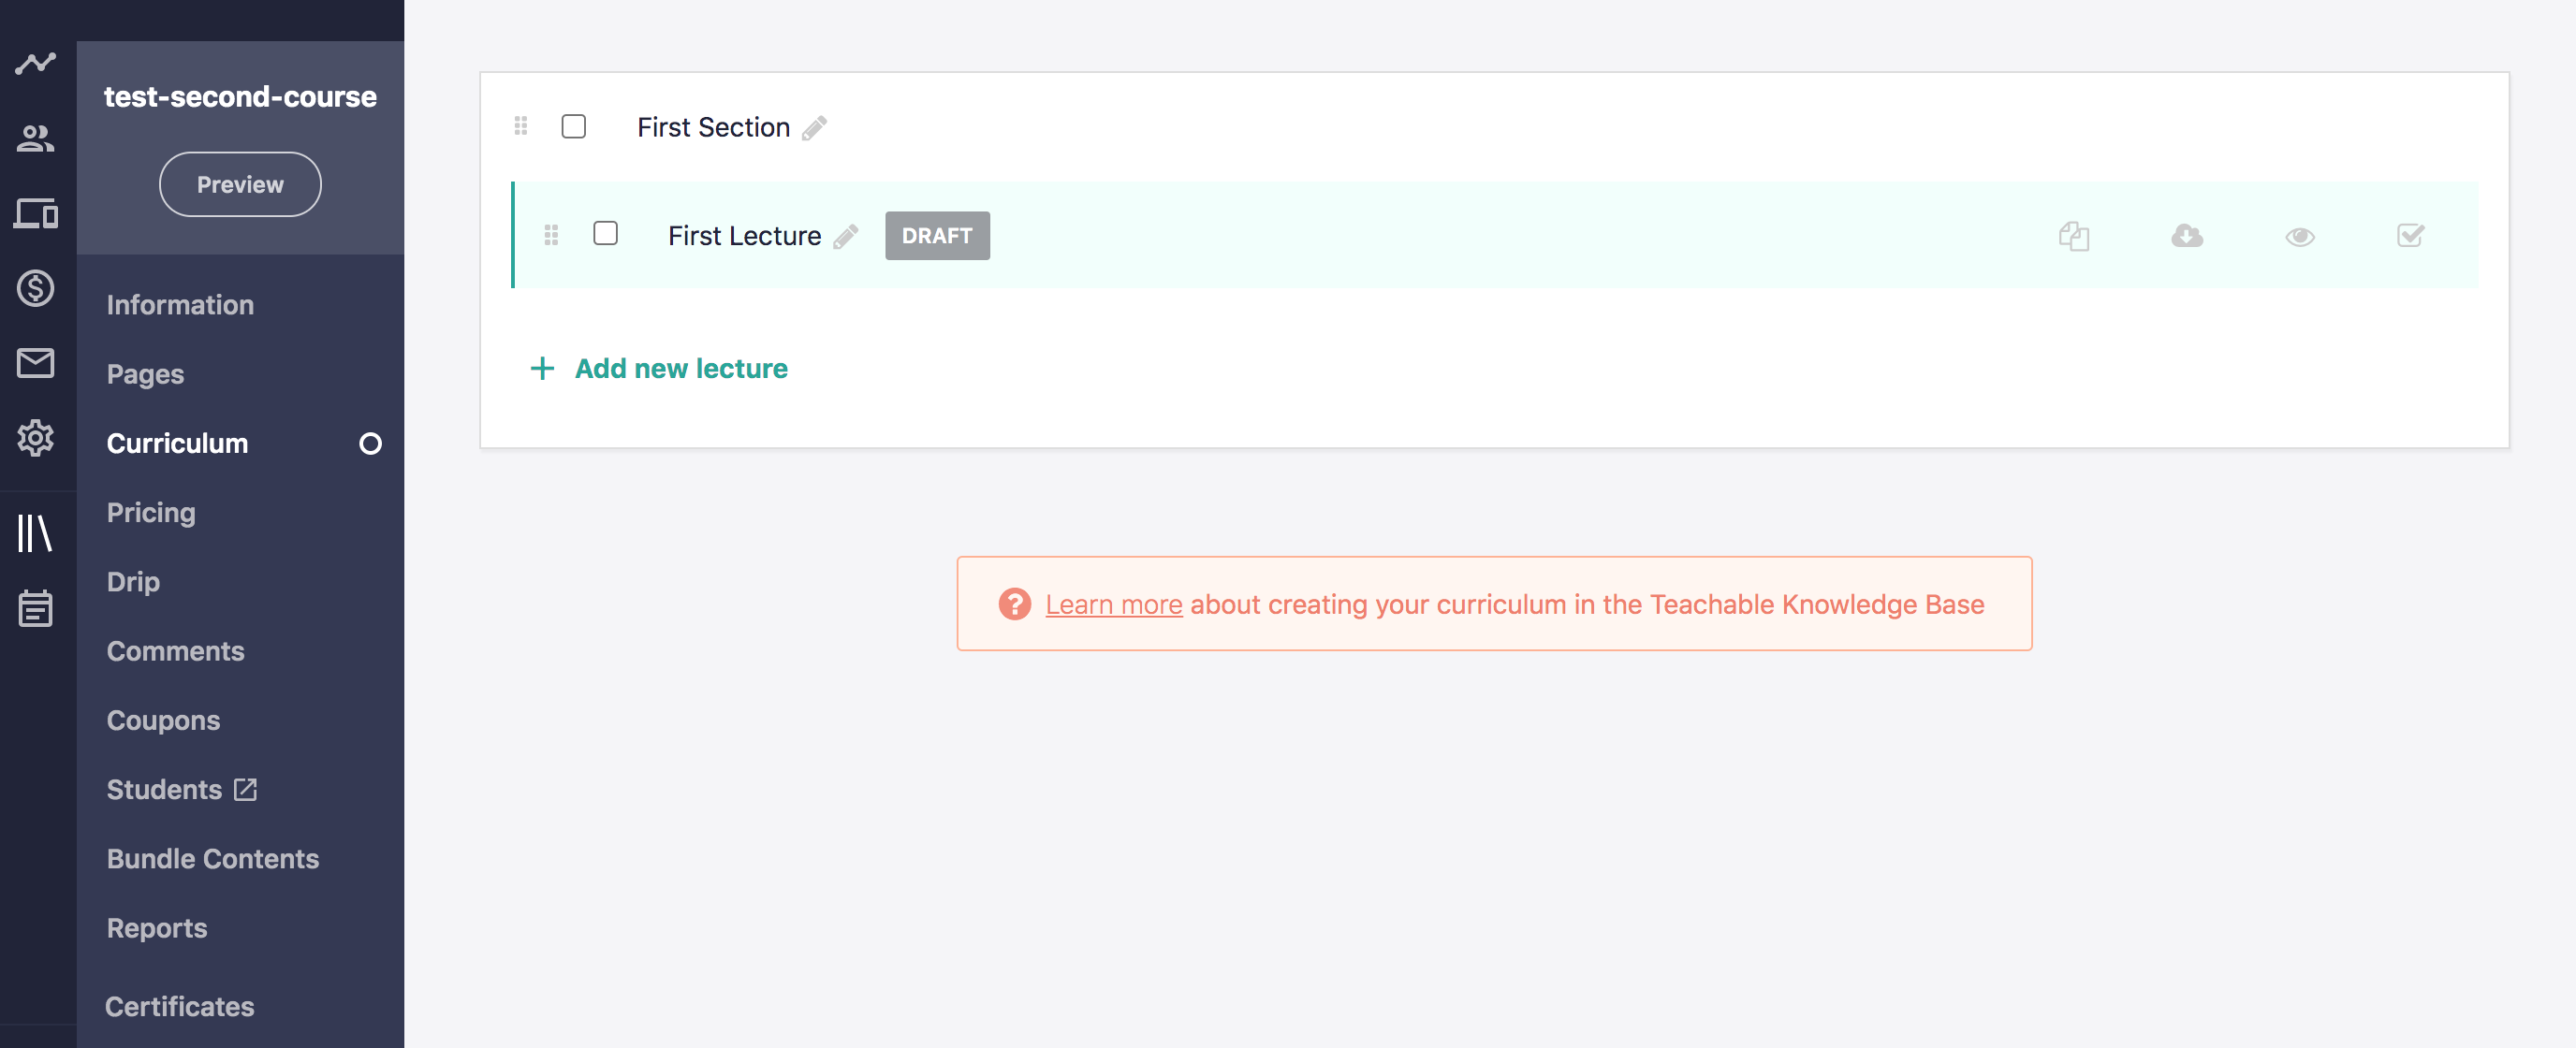 test-second-course
Preview
Information
Pages
Curriculum
Pricing
Drip
Comments
Coupons
Students
Bundle Contents
Reports
Certificates
First Section
First Lecture DRAFT
+ Add new lecture
? Learn more about creating your curriculum in the Teachable Knowledge Base